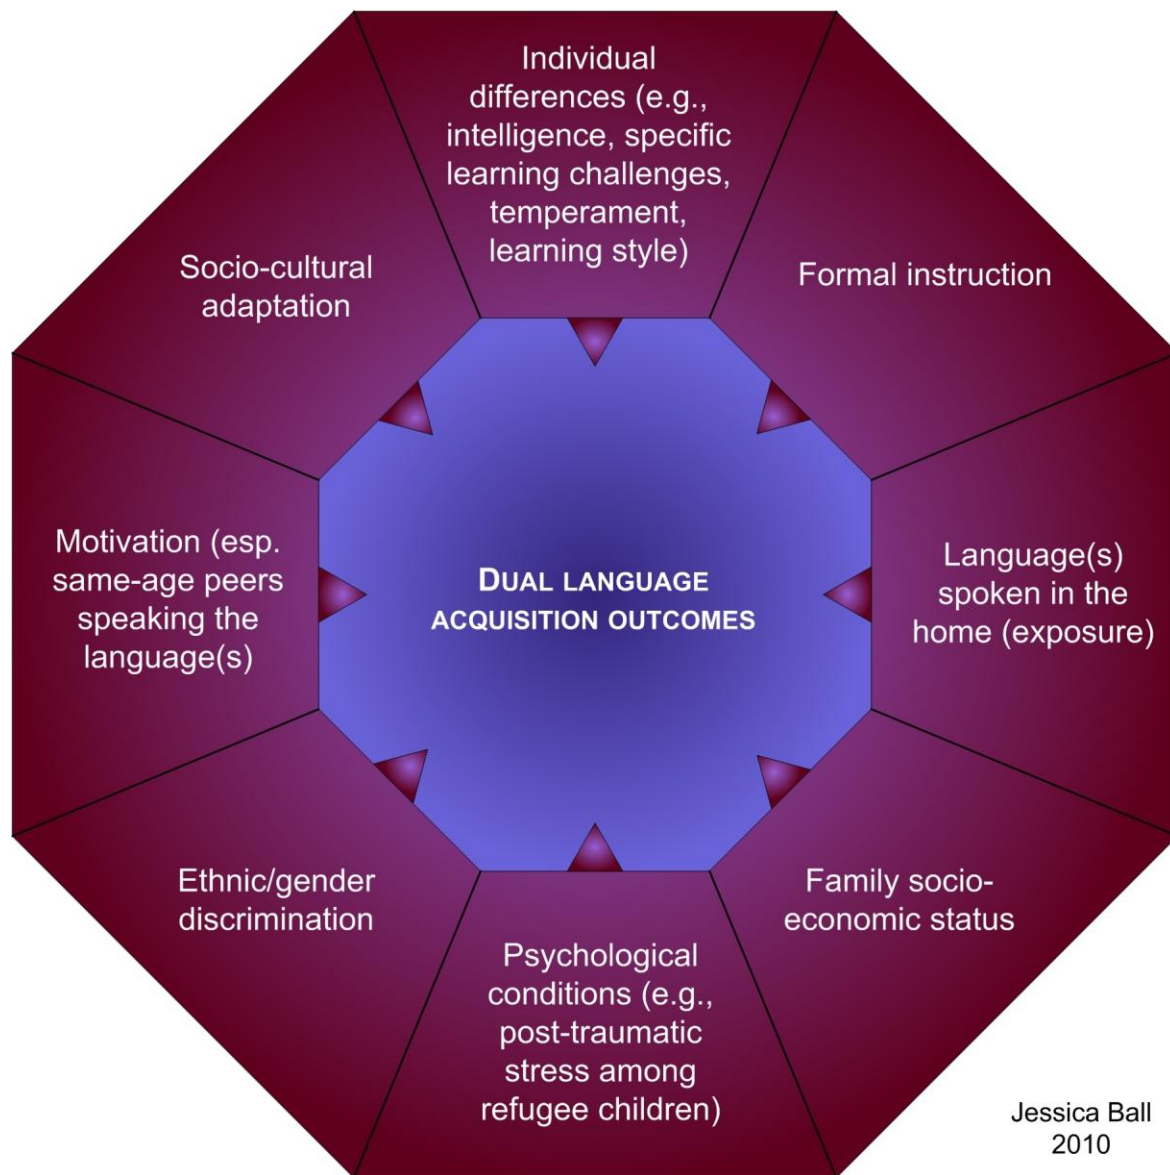 Individual
differences (e.g.,
intelligence, specific
learning challenges,
temperament,
learning style)
Formal instruction
Language(s)
spoken in the
home (exposure)
Family socio-
economic status
Psychological
conditions (e.g.,
post-traumatic
stress among
refugee children)
Ethnic/gender
discrimination
Motivation (esp.
same-age peers
speaking the
language(s)
Socio-cultural
adaptation
DUAL LANGUAGE
ACQUISITION OUTCOMES
Jessica Ball
2010